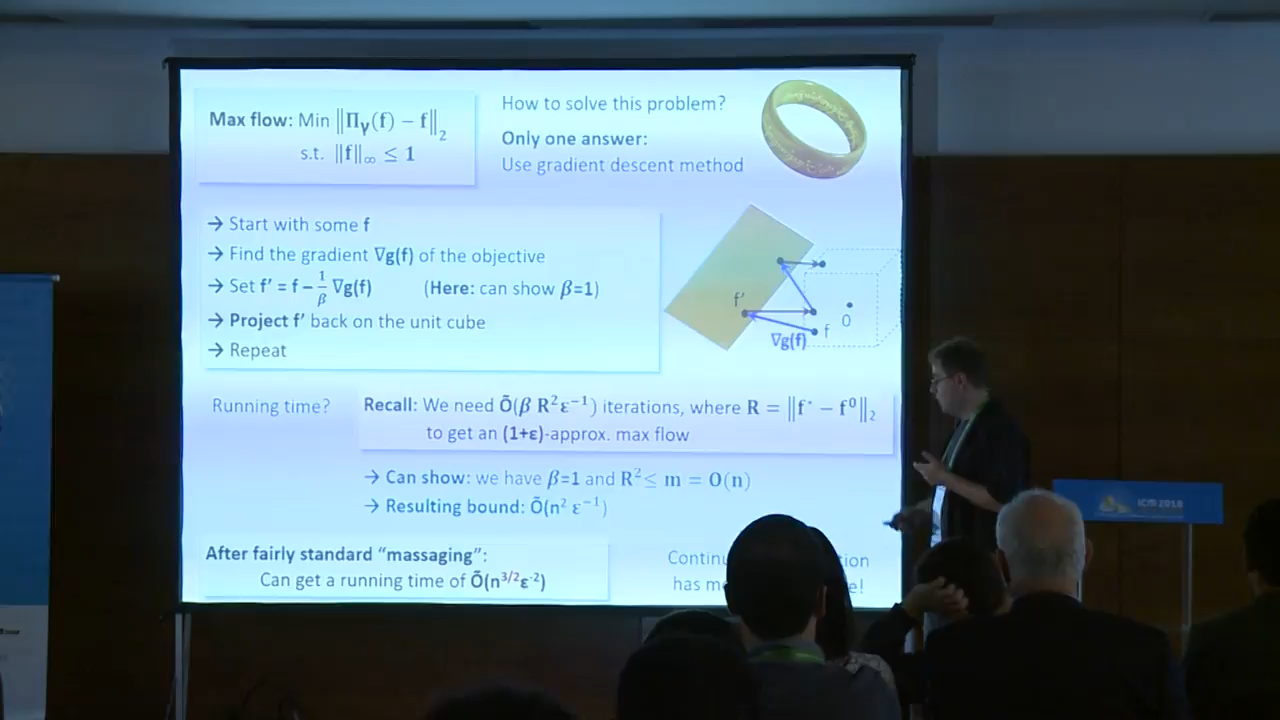 Max flow: Min ‖Π𝛄(f) − f‖₂
s.t. ‖f‖∞ ≤ 1
How to solve this problem?
Only one answer:
Use gradient descent method
→ Start with some f
→ Find the gradient ∇g(f) of the objective
→ Set f' = f − 1/β ∇g(f) (Here: can show β=1)
→ Project f' back on the unit cube
→ Repeat
f'
f
0
∇g(f)
Running time?
Recall: We need Õ(β R²ε⁻¹) iterations, where R = ‖f* − f⁰‖₂
to get an (1+ε)-approx. max flow
→ Can show: we have β=1 and R² ≤ m = O(n)
→ Resulting bound: Õ(n² ε⁻¹)
After fairly standard "massaging":
Can get a running time of Õ(n^3/2 ε⁻²)
has
ICM 2018